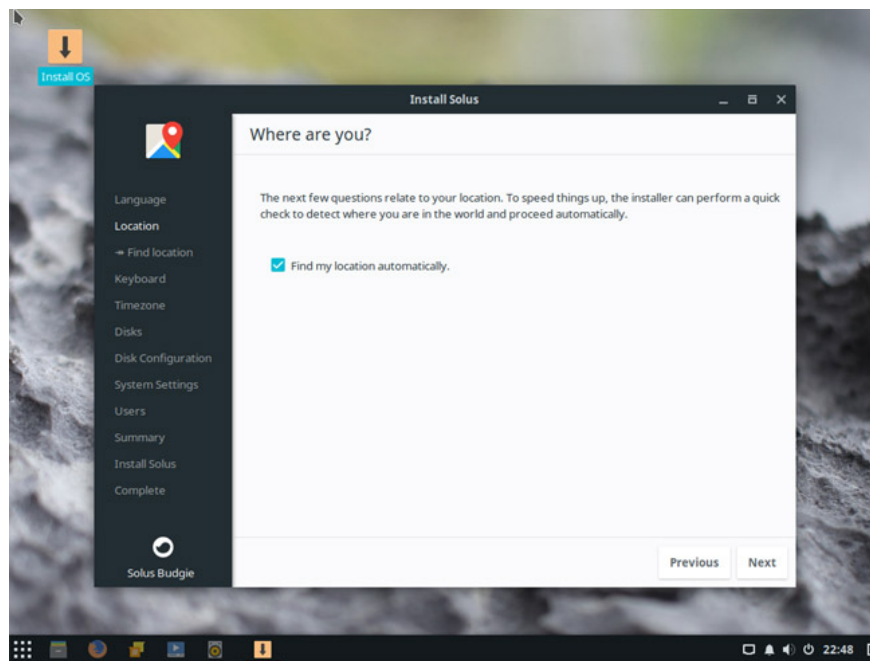 Install OS
Install Solus
Where are you?
The next few questions relate to your location. To speed things up, the installer can perform a quick
check to detect where you are in the world and proceed automatically.
Find my location automatically.
Language
Location
↠ Find location
Keyboard
Timezone
Disks
Disk Configuration
System Settings
Users
Summary
Install Solus
Complete
Solus Budgie
Previous
Next
22:48